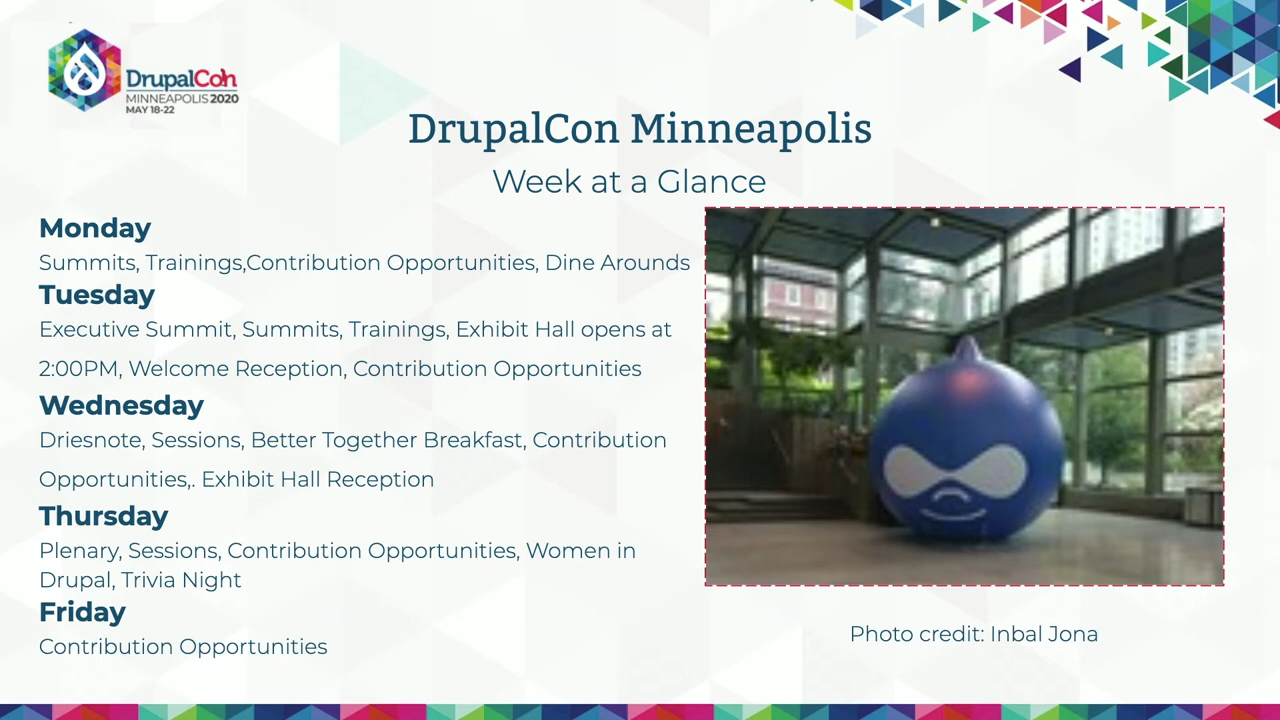 DrupalCon
MINNEAPOLIS 2020
MAY 18-22
DrupalCon Minneapolis
Week at a Glance
Monday
Summits, Trainings,Contribution Opportunities, Dine Arounds
Tuesday
Executive Summit, Summits, Trainings, Exhibit Hall opens at
2:00PM, Welcome Reception, Contribution Opportunities
Wednesday
Driesnote, Sessions, Better Together Breakfast, Contribution
Opportunities,. Exhibit Hall Reception
Thursday
Plenary, Sessions, Contribution Opportunities, Women in
Drupal, Trivia Night
Friday
Contribution Opportunities
Photo credit: Inbal Jona